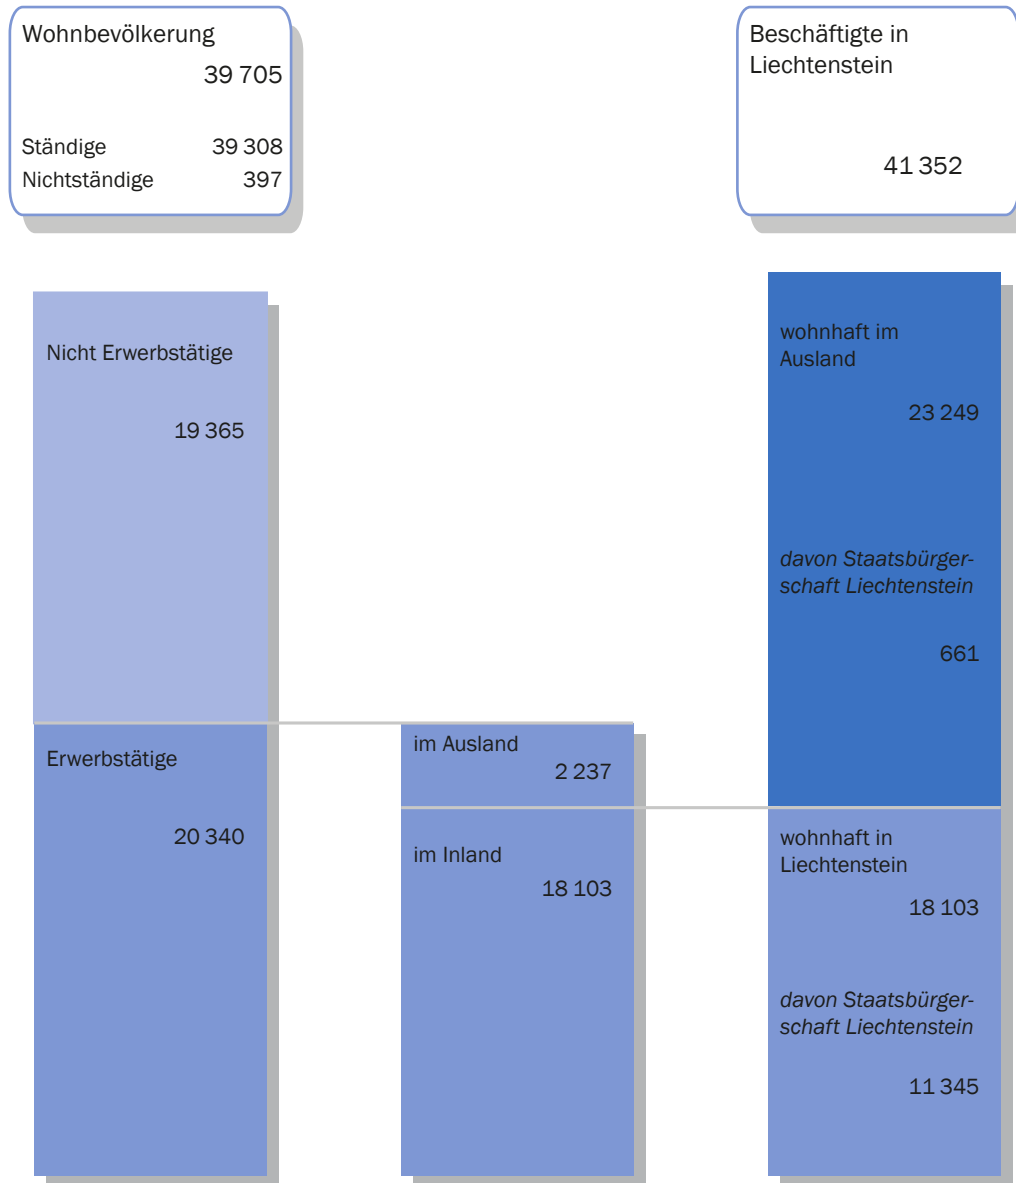 Wohnbevölkerung
39 705
Ständige 39 308
Nichtständige 397
Beschäftigte in
Liechtenstein
41 352
Nicht Erwerbstätige
19 365
Erwerbstätige
20 340
im Ausland
2 237
im Inland
18 103
wohnhaft im
Ausland
23 249
davon Staatsbürger-
schaft Liechtenstein
661
wohnhaft in
Liechtenstein
18 103
davon Staatsbürger-
schaft Liechtenstein
11 345